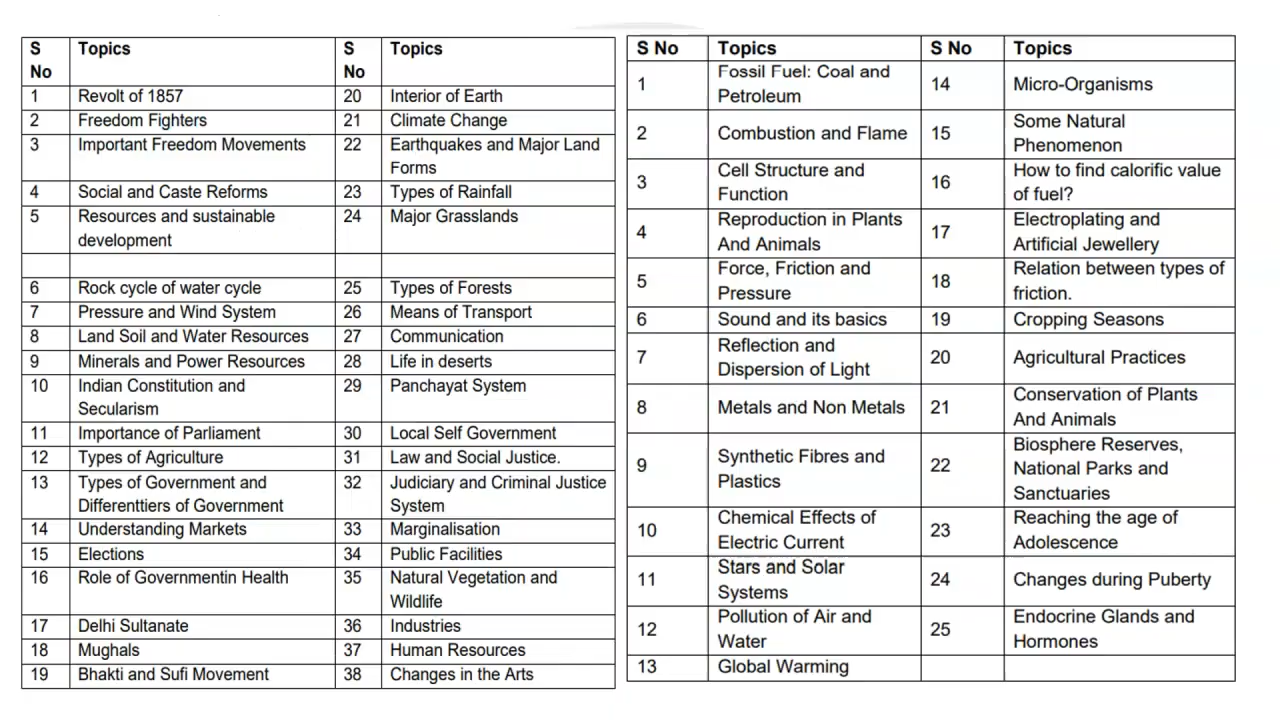 S No Topics S No Topics
1 Revolt of 1857 20 Interior of Earth
2 Freedom Fighters 21 Climate Change
3 Important Freedom Movements 22 Earthquakes and Major Land
Forms
4 Social and Caste Reforms 23 Types of Rainfall
5 Resources and sustainable 24 Major Grasslands
development
6 Rock cycle of water cycle 25 Types of Forests
7 Pressure and Wind System 26 Means of Transport
8 Land Soil and Water Resources 27 Communication
9 Minerals and Power Resources 28 Life in deserts
10 Indian Constitution and 29 Panchayat System
Secularism
11 Importance of Parliament 30 Local Self Government
12 Types of Agriculture 31 Law and Social Justice.
13 Types of Government and 32 Judiciary and Criminal Justice
Differenttiers of Government System
14 Understanding Markets 33 Marginalisation
15 Elections 34 Public Facilities
16 Role of Governmentin Health 35 Natural Vegetation and
Wildlife
17 Delhi Sultanate 36 Industries
18 Mughals 37 Human Resources
19 Bhakti and Sufi Movement 38 Changes in the Arts
S No Topics S No Topics
1 Fossil Fuel: Coal and
Petroleum 14 Micro-Organisms
2 Combustion and Flame 15 Some Natural
Phenomenon
3 Cell Structure and
Function 16 How to find calorific value
of fuel?
4 Reproduction in Plants
And Animals 17 Electroplating and
Artificial Jewellery
5 Force, Friction and
Pressure 18 Relation between types of
friction.
6 Sound and its basics 19 Cropping Seasons
7 Reflection and
Dispersion of Light 20 Agricultural Practices
8 Metals and Non Metals 21 Conservation of Plants
And Animals
9 Synthetic Fibres and
Plastics 22 Biosphere Reserves,
National Parks and
Sanctuaries
10 Chemical Effects of
Electric Current 23 Reaching the age of
Adolescence
11 Stars and Solar
Systems 24 Changes during Puberty
12 Pollution of Air and
Water 25 Endocrine Glands and
Hormones
13 Global Warming